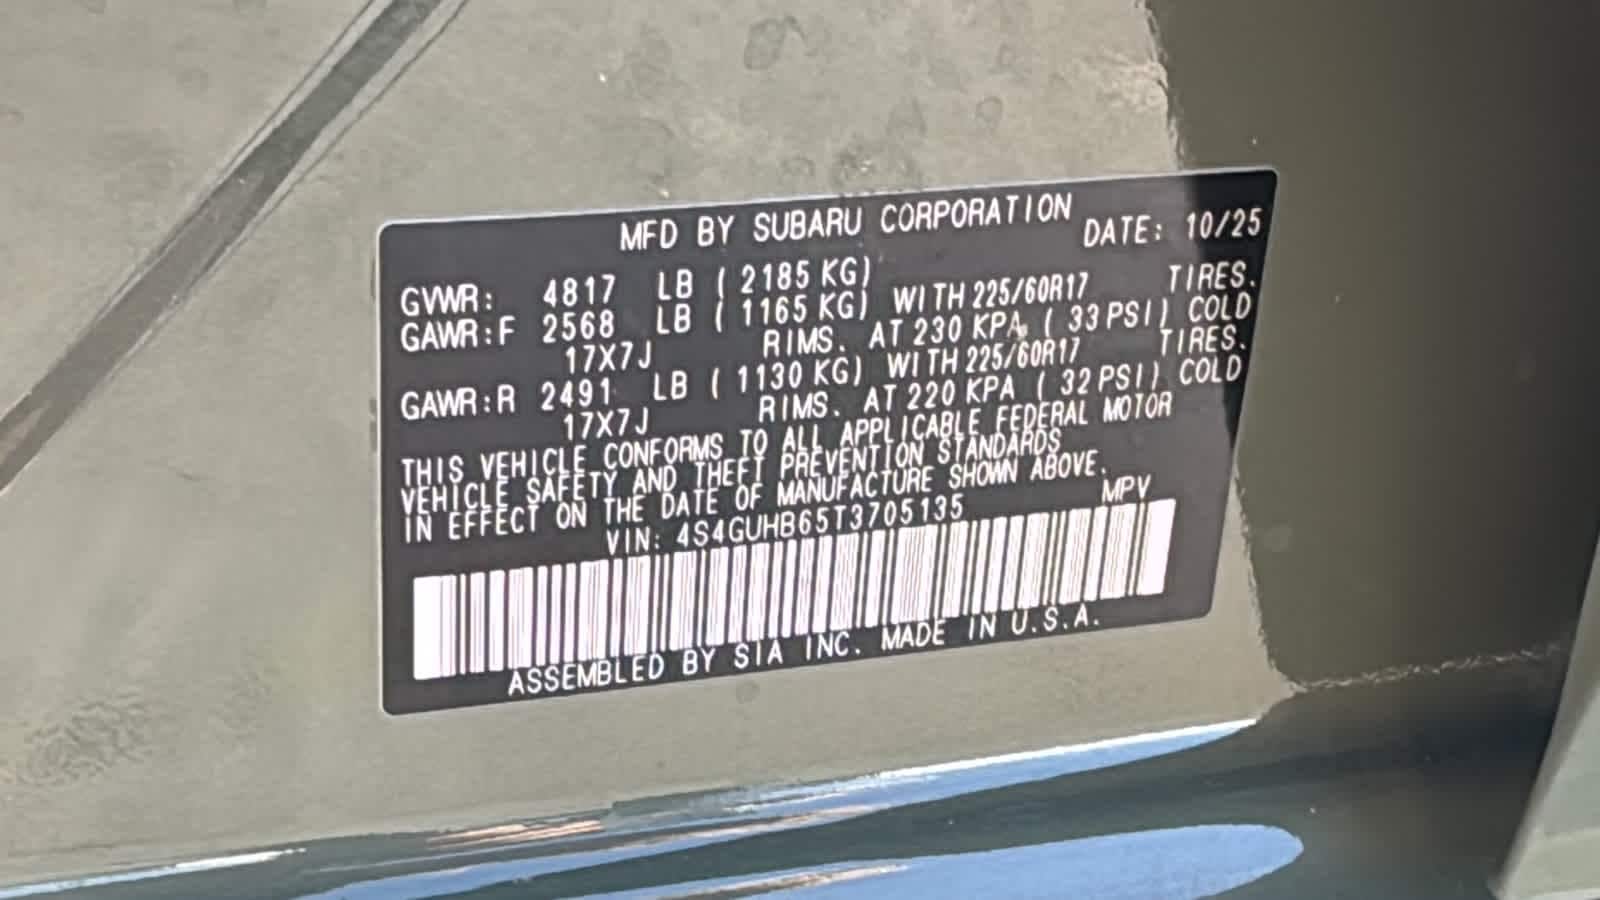 MFD BY SUBARU CORPORATION DATE: 10/25
GVWR: 4817 LB ( 2185 KG)
GAWR:F 2568 LB ( 1165 KG) WITH 225/60R17 TIRES.
17X7J RIMS. AT 230 KPA ( 33 PSI) COLD
GAWR:R 2491 LB ( 1130 KG) WITH 225/60R17 TIRES.
17X7J RIMS. AT 220 KPA ( 32 PSI) COLD
THIS VEHICLE CONFORMS TO ALL APPLICABLE FEDERAL MOTOR
VEHICLE SAFETY AND THEFT PREVENTION STANDARDS
IN EFFECT ON THE DATE OF MANUFACTURE SHOWN ABOVE.
VIN: 4S4GUHB65T3705135 MPV
ASSEMBLED BY SIA INC. MADE IN U.S.A.